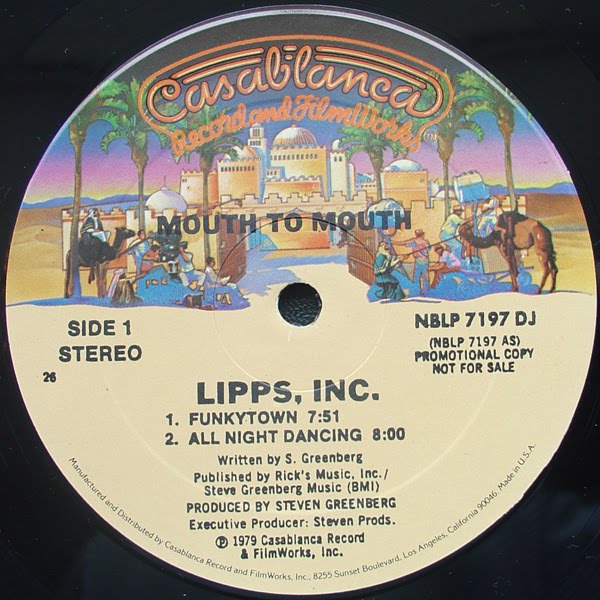 Casablanca
Record and FilmWorks
TM
MOUTH TO MOUTH
SIDE 1
STEREO
NBLP 7197 DJ
(NBLP 7197 AS)
PROMOTIONAL COPY
NOT FOR SALE
26
LIPPS, INC.
1. FUNKYTOWN 7:51
2. ALL NIGHT DANCING 8:00
Written by S. Greenberg
Published by Rick's Music, Inc./
Steve Greenberg Music (BMI)
PRODUCED BY STEVEN GREENBERG
Executive Producer: Steven Prods.
℗ 1979 Casablanca Record
& FilmWorks, Inc.
Manufactured and Distributed by Casablanca Record and FilmWorks, Inc., 8255 Sunset Boulevard, Los Angeles, California 90046. Made in U.S.A.